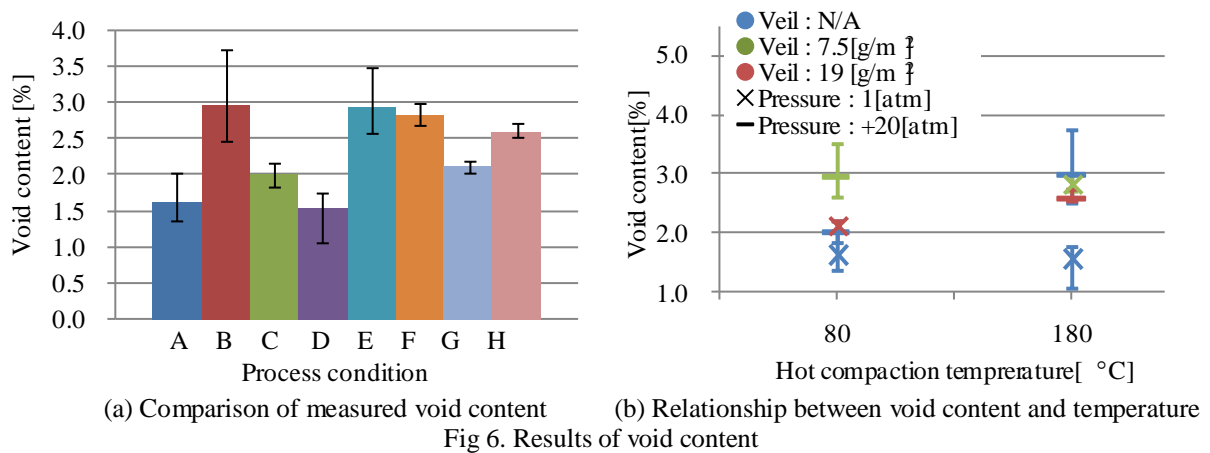 4.0
3.5
3.0
2.5
2.0
1.5
1.0
0.5
0.0
Void content [%]
A B C D E F G H
Process condition
(a) Comparison of measured void content
Veil : N/A
Veil : 7.5[g/m²]
Veil : 19 [g/m²]
Pressure : 1[atm]
Pressure : +20[atm]
5.0
4.0
3.0
2.0
1.0
Void content[%]
80 180
Hot compaction temprerature[ °C]
(b) Relationship between void content and temperature
Fig 6. Results of void content